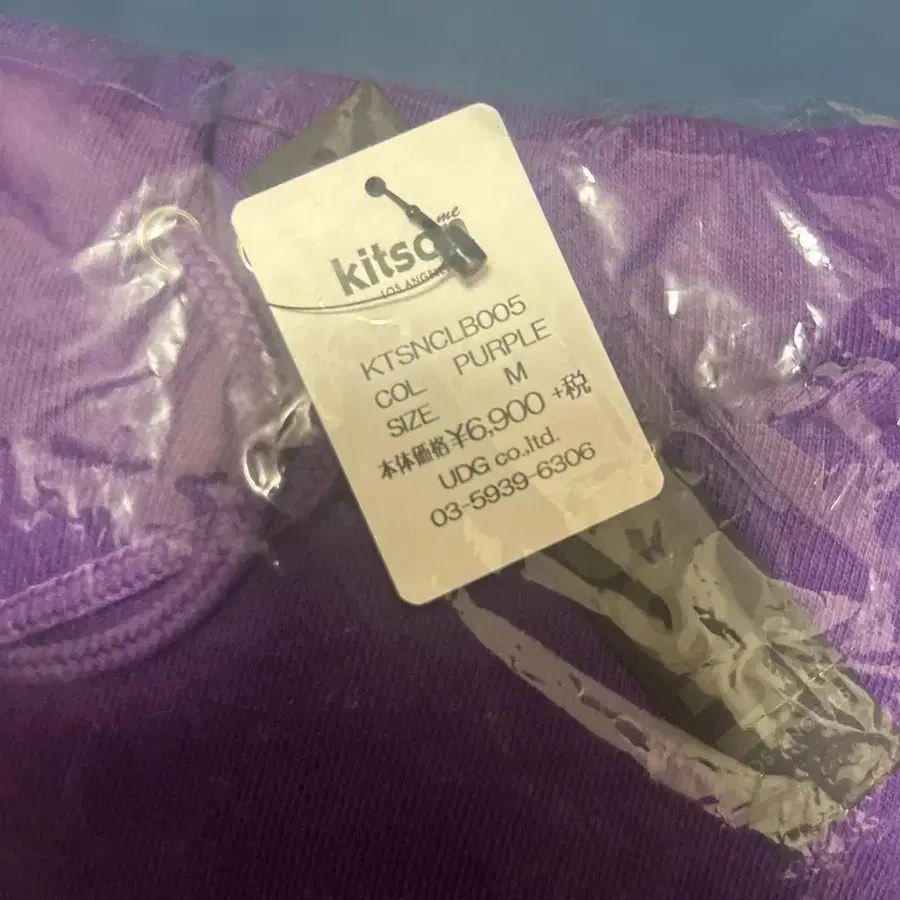 me
kitson
LOS ANGELES
KTSNCLB005
COL. PURPLE
SIZE. M
本体価格¥6,900 +税
UDG co.,ltd.
03-5939-6306